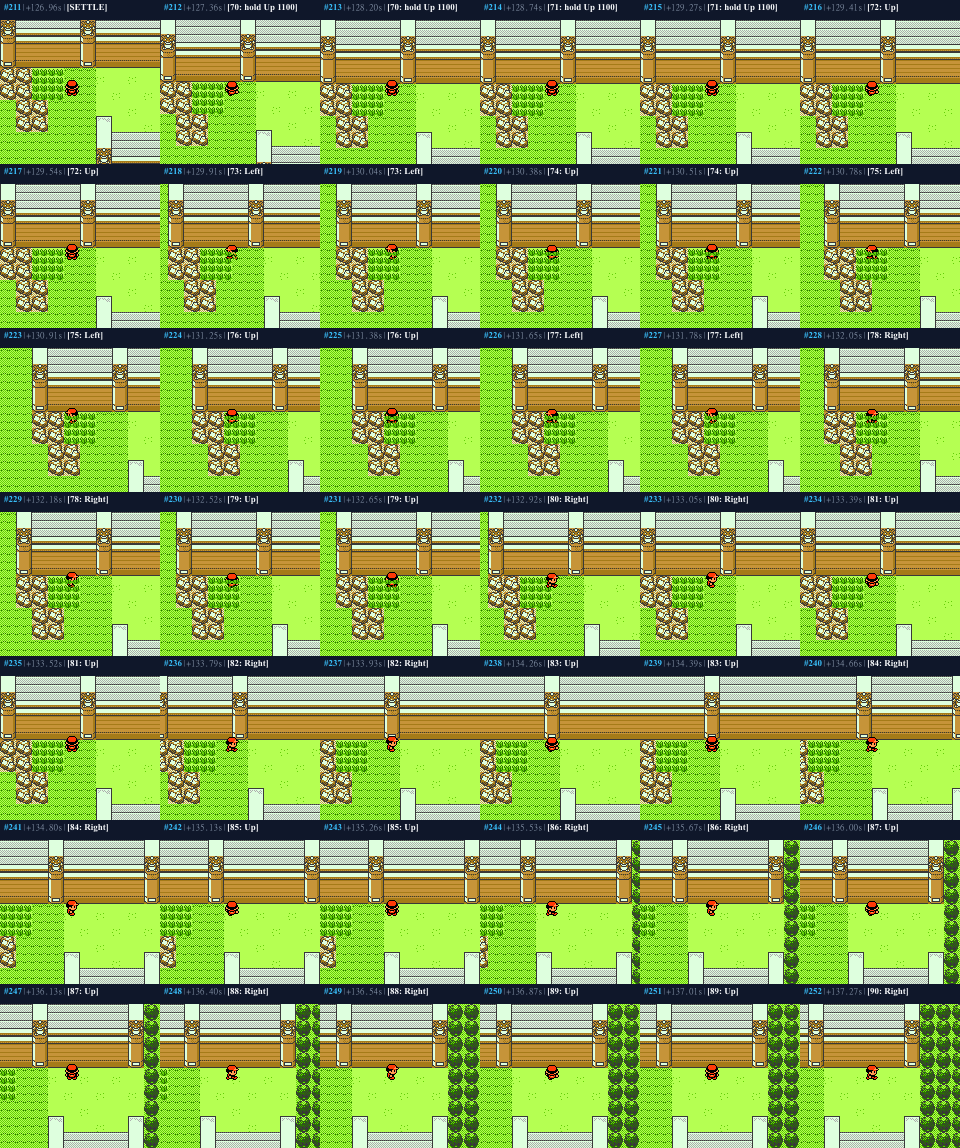 #211|+126.96s|[SETTLE]
#212|+127.36s|[70: hold Up 1100]
#213|+128.20s|[70: hold Up 1100]
#214|+128.74s|[71: hold Up 1100]
#215|+129.27s|[71: hold Up 1100]
#216|+129.41s|[72: Up]
#217|+129.54s|[72: Up]
#218|+129.91s|[73: Left]
#219|+130.04s|[73: Left]
#220|+130.38s|[74: Up]
#221|+130.51s|[74: Up]
#222|+130.78s|[75: Left]
#223|+130.91s|[75: Left]
#224|+131.25s|[76: Up]
#225|+131.38s|[76: Up]
#226|+131.65s|[77: Left]
#227|+131.78s|[77: Left]
#228|+132.05s|[78: Right]
#229|+132.18s|[78: Right]
#230|+132.52s|[79: Up]
#231|+132.65s|[79: Up]
#232|+132.92s|[80: Right]
#233|+133.05s|[80: Right]
#234|+133.39s|[81: Up]
#235|+133.52s|[81: Up]
#236|+133.79s|[82: Right]
#237|+133.93s|[82: Right]
#238|+134.26s|[83: Up]
#239|+134.39s|[83: Up]
#240|+134.66s|[84: Right]
#241|+134.80s|[84: Right]
#242|+135.13s|[85: Up]
#243|+135.26s|[85: Up]
#244|+135.53s|[86: Right]
#245|+135.67s|[86: Right]
#246|+136.00s|[87: Up]
#247|+136.13s|[87: Up]
#248|+136.40s|[88: Right]
#249|+136.54s|[88: Right]
#250|+136.87s|[89: Up]
#251|+137.01s|[89: Up]
#252|+137.27s|[90: Right]